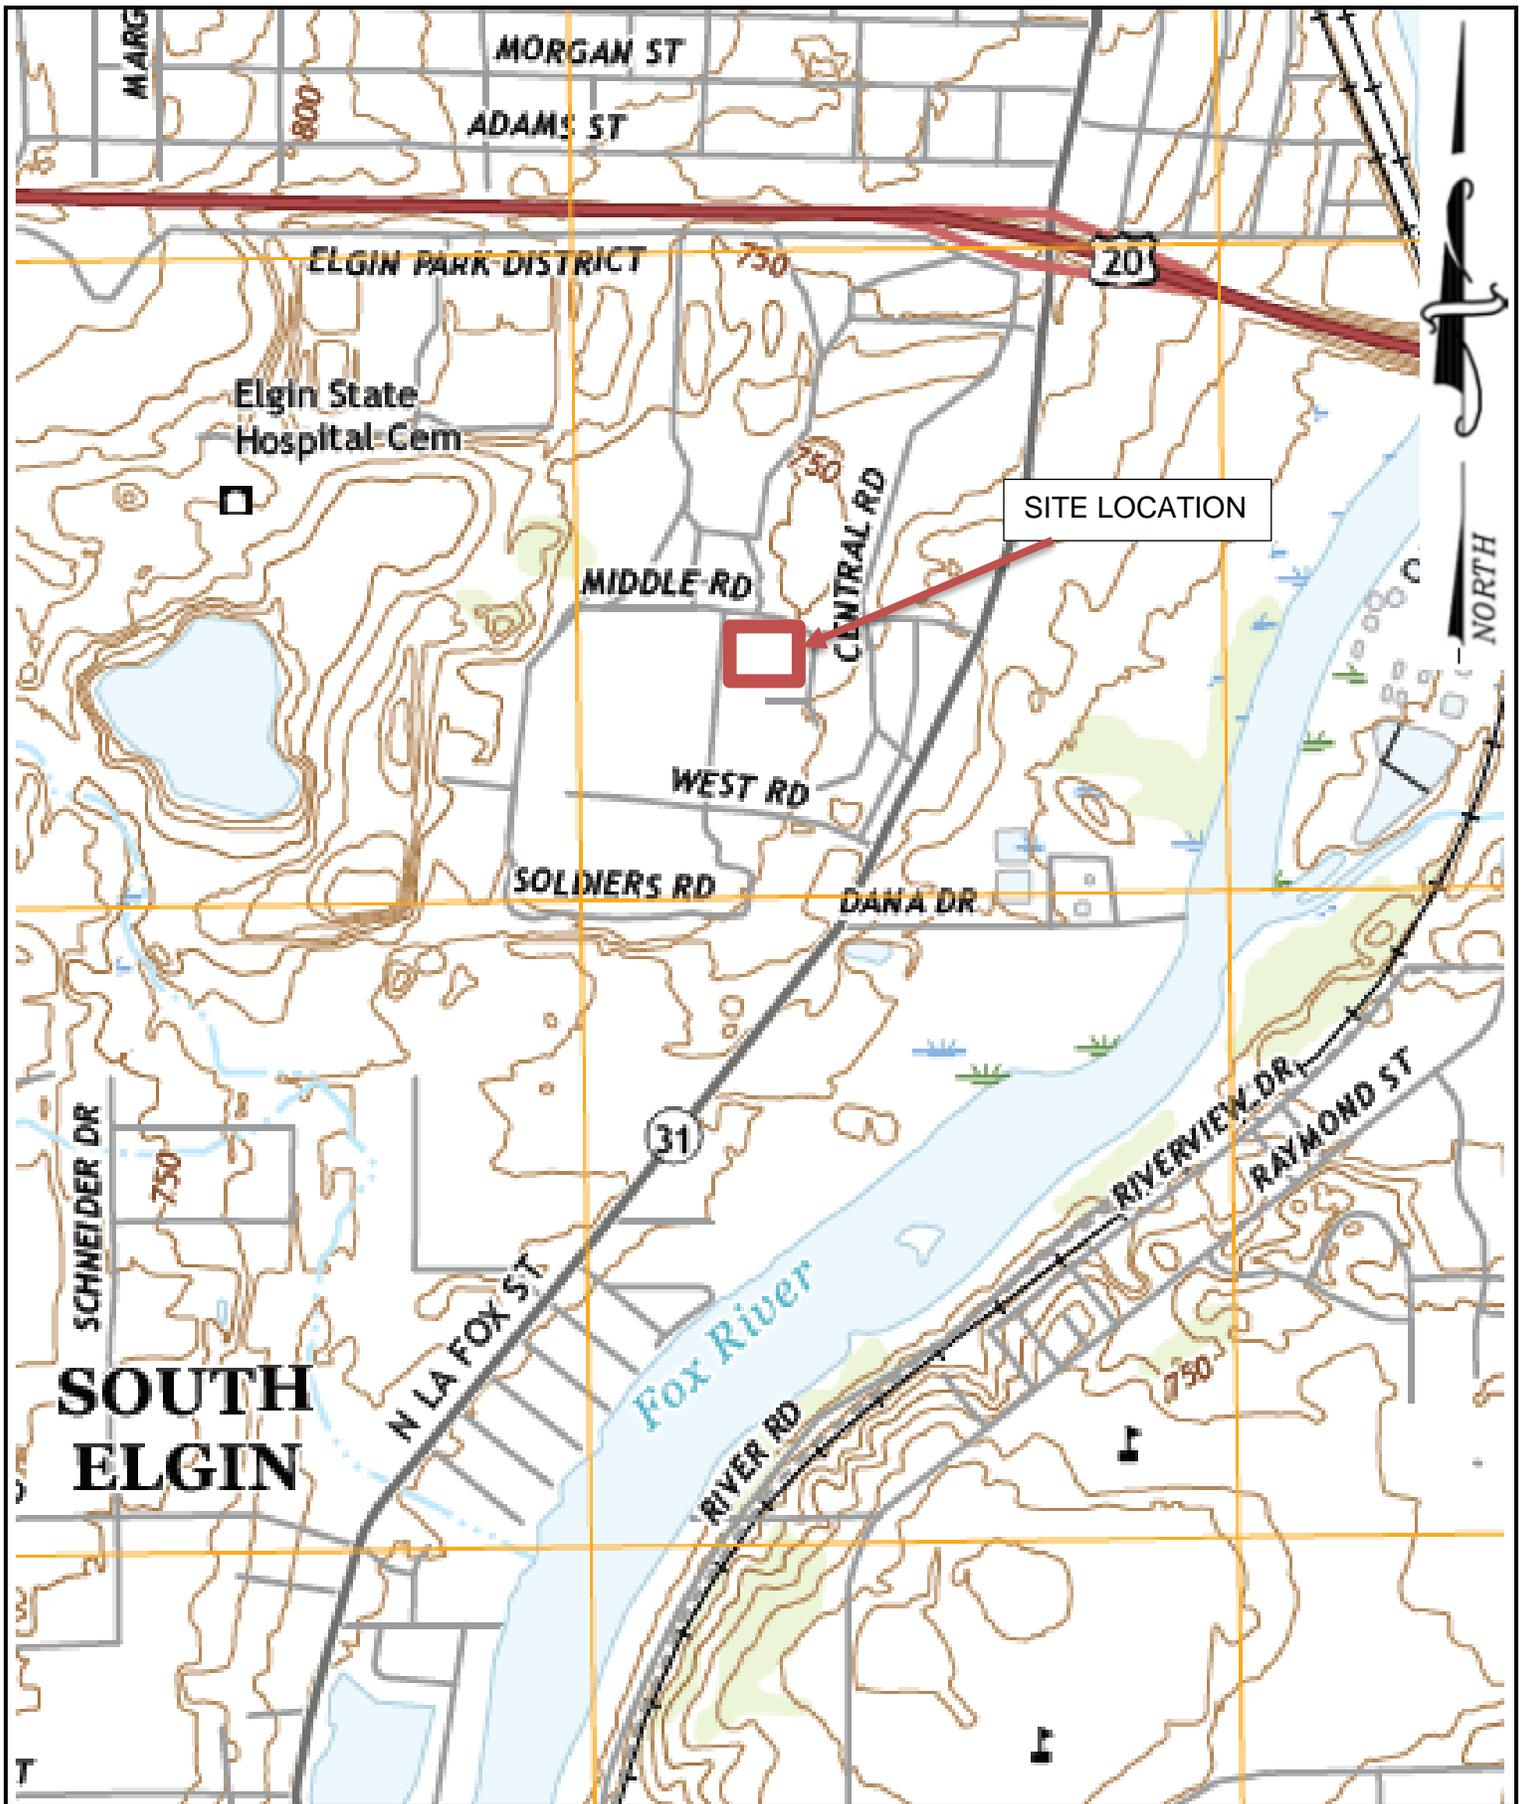 MARG
MORGAN ST
800
ADAMS ST
ELGIN PARK DISTRICT
750
20
Elgin State
Hospital Cem
750
CENTRAL RD
SITE LOCATION
NORTH
MIDDLE RD
WEST RD
SOLDIERS RD
DANA DR
31
SCHNEIDER DR
750
RIVERVIEW DR
RAYMOND ST
N LA FOX ST
Fox River
SOUTH
ELGIN
750
RIVER RD
T